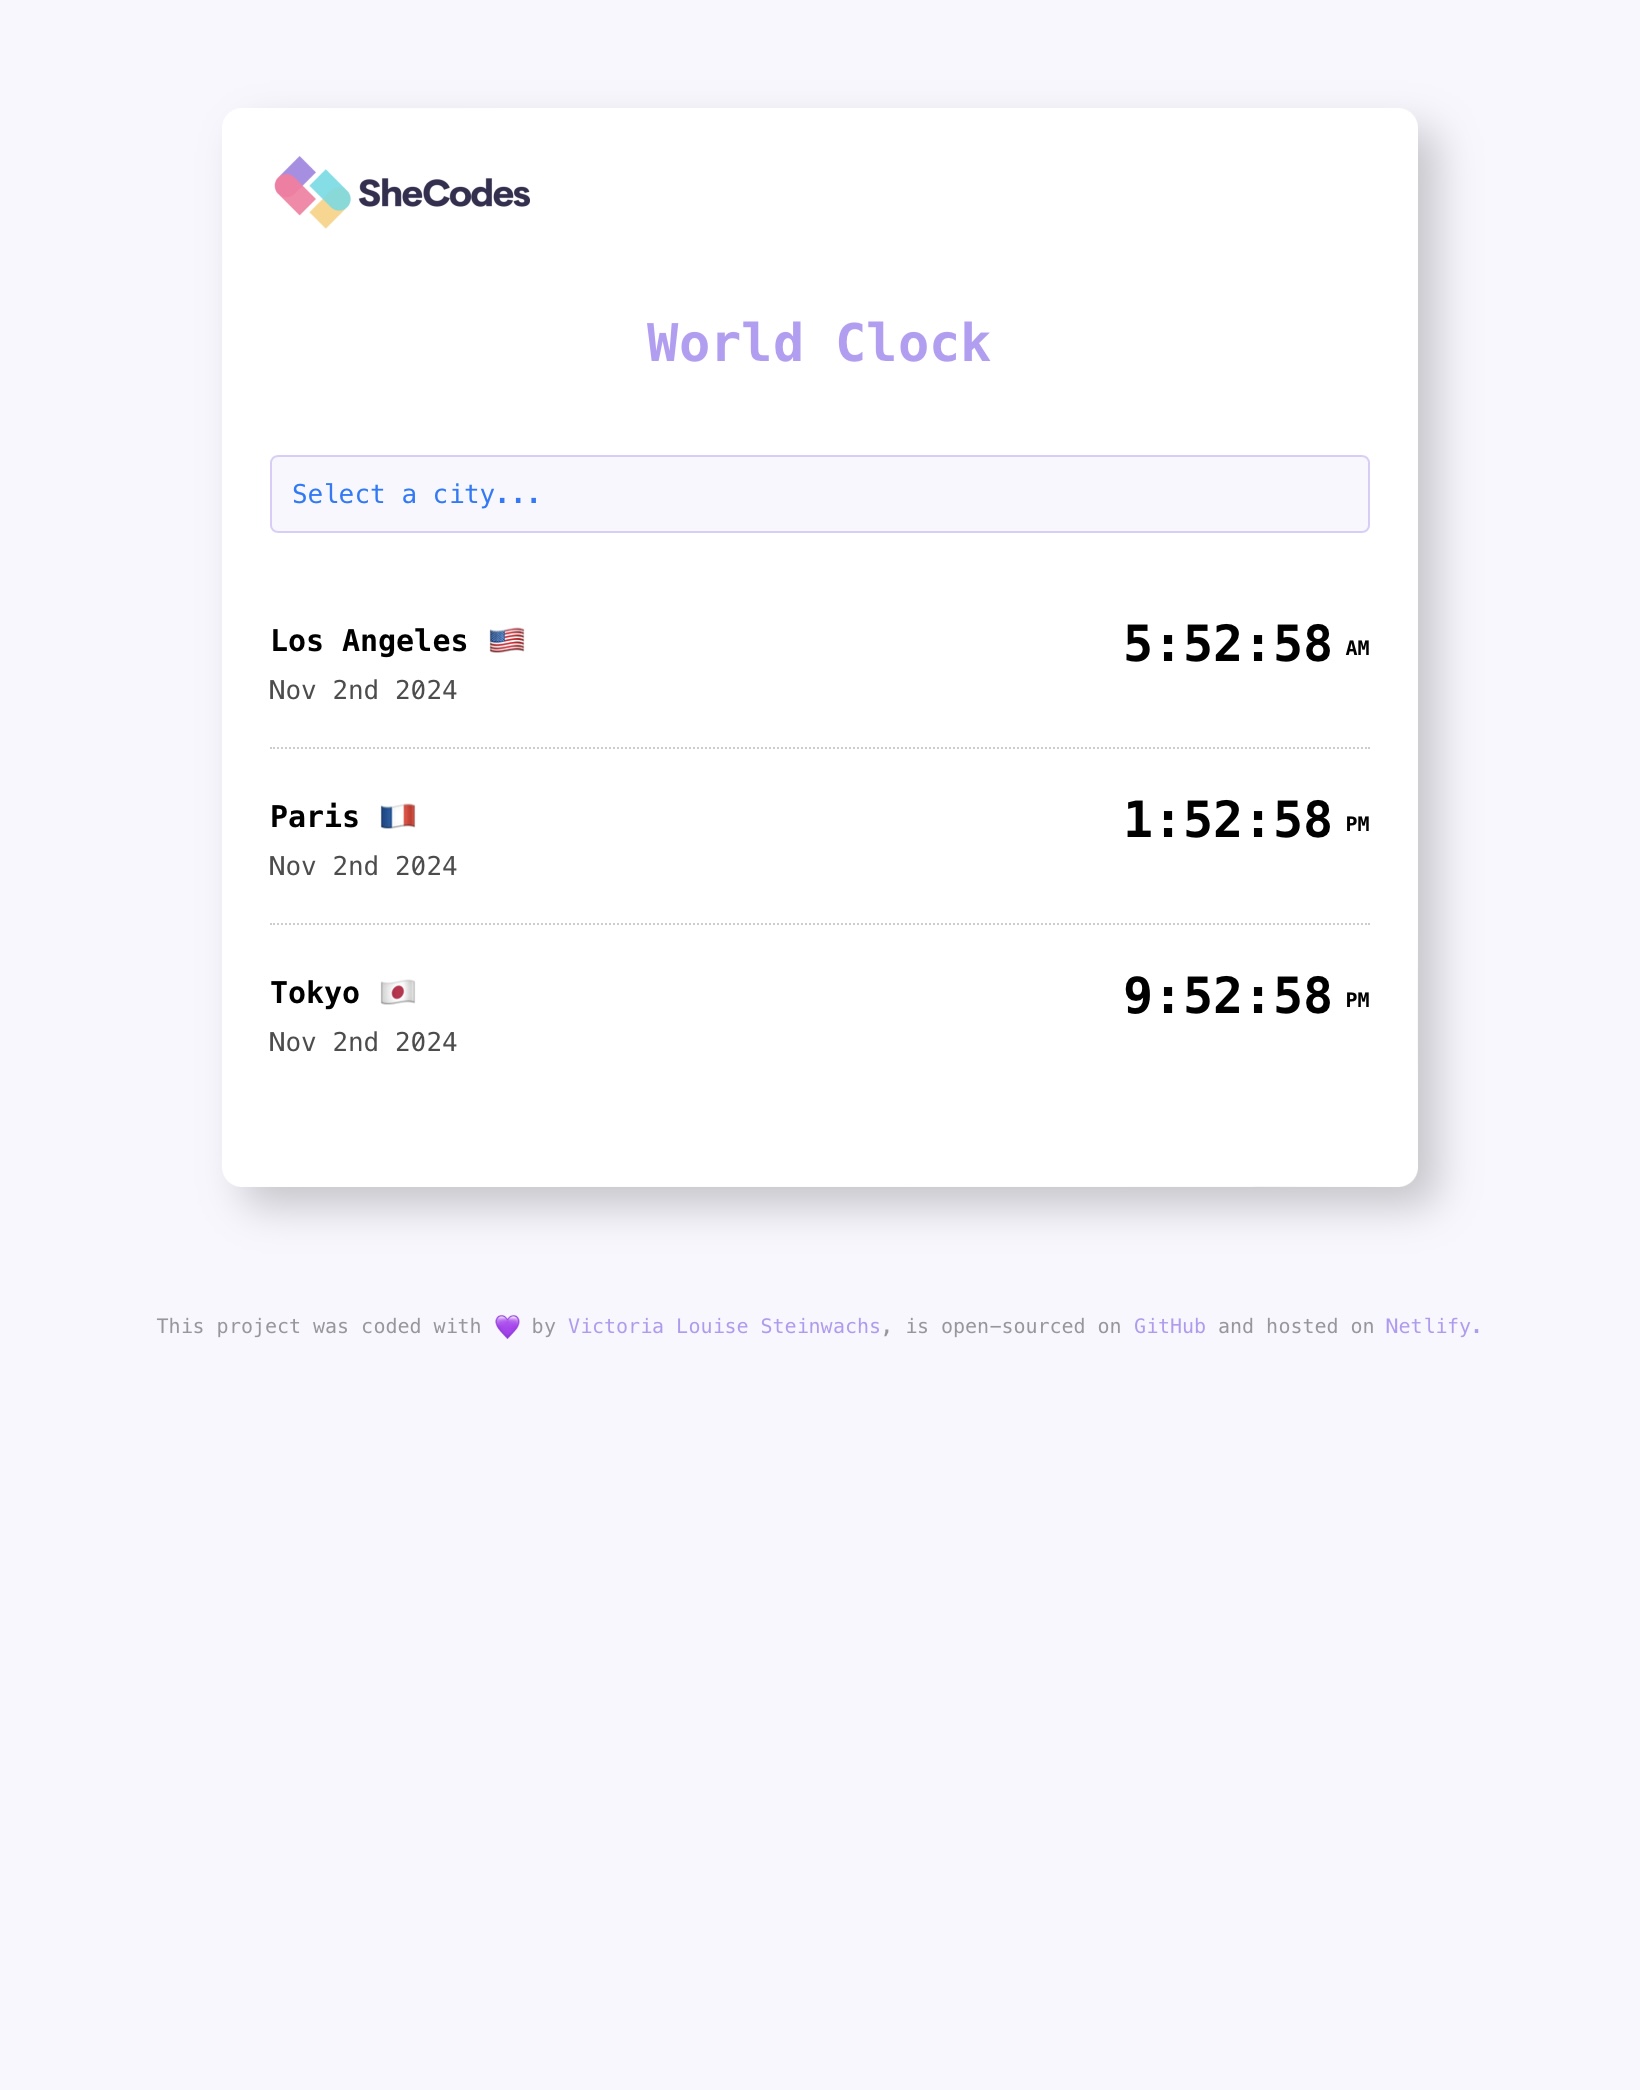 SheCodes
World Clock
Select a city...
Los Angeles 🇺🇸
5:52:58 AM
Nov 2nd 2024
Paris 🇫🇷
1:52:58 PM
Nov 2nd 2024
Tokyo 🇯🇵
9:52:58 PM
Nov 2nd 2024
This project was coded with 💜 by Victoria Louise Steinwachs, is open-sourced on GitHub and hosted on Netlify.